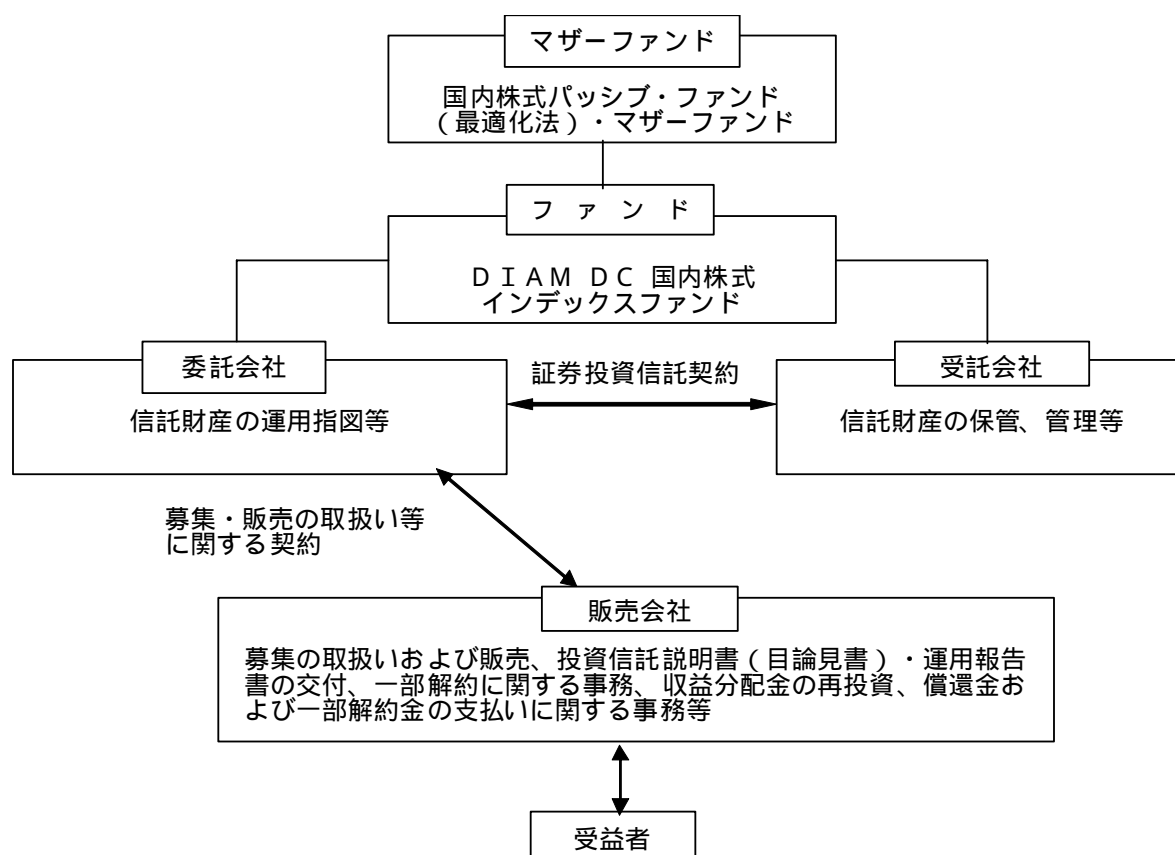 マザーファンド
国内株式パッシブ・ファンド
(最適化法)・マザーファンド
ファンド
DIAM DC 国内株式
インデックスファンド
委託会社
信託財産の運用指図等
証券投資信託契約
受託会社
信託財産の保管、管理等
募集・販売の取扱い等
に関する契約
販売会社
募集の取扱いおよび販売、投資信託説明書(目論見書)・運用報告
書の交付、一部解約に関する事務、収益分配金の再投資、償還金お
よび一部解約金の支払いに関する事務等
受益者